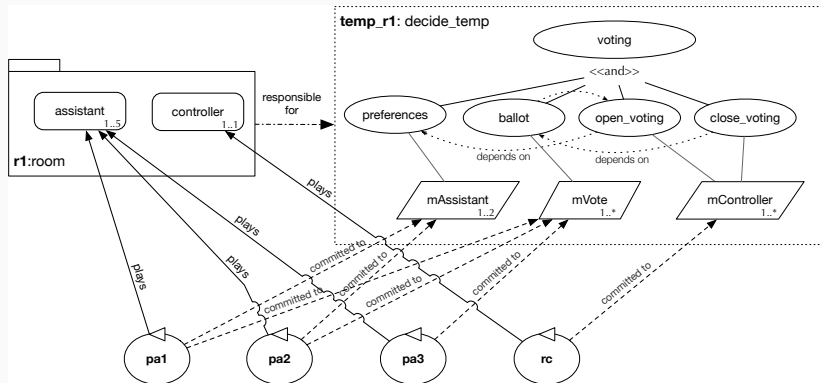 temp_r1: decide_temp
voting
<<and>>
assistant
1..5
controller
1..1
responsible
for
preferences
ballot
open_voting
close_voting
r1:room
depends on
depends on
mAssistant
1..2
mVote
1..*
mController
1..*
plays
plays
plays
plays
committed to
committed to
committed to
committed to
committed to
committed to
pa1
pa2
pa3
rc